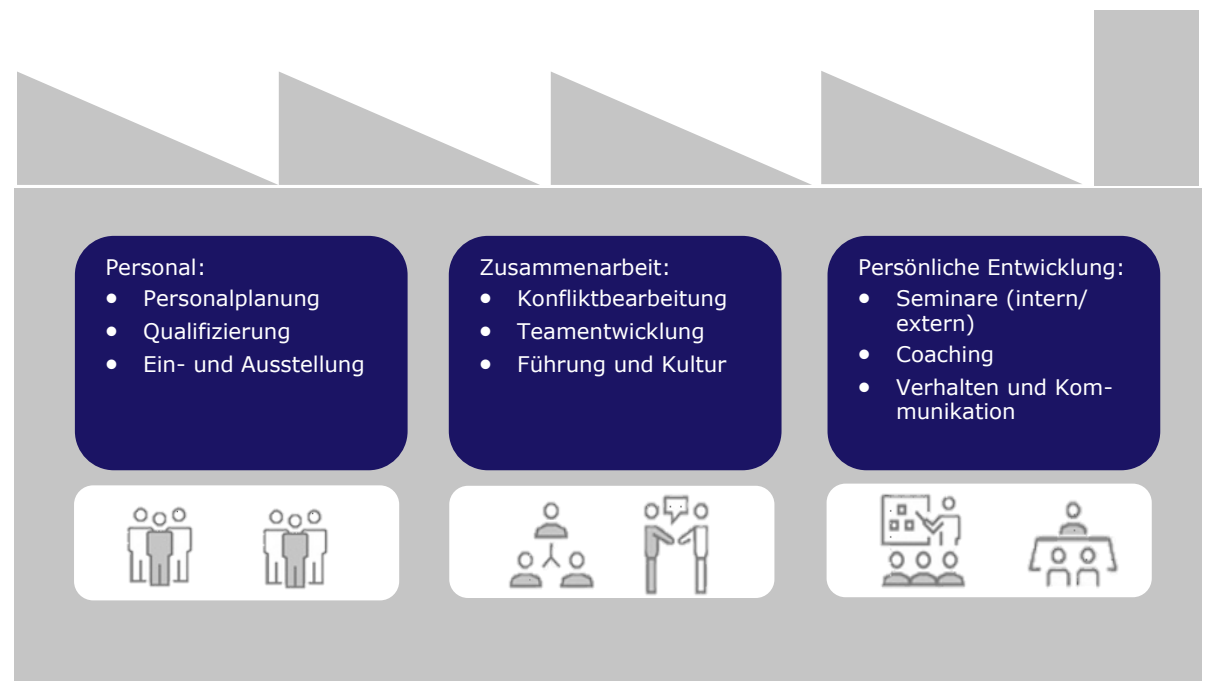 Personal:
• Personalplanung
• Qualifizierung
• Ein- und Ausstellung
Zusammenarbeit:
• Konfliktbearbeitung
• Teamentwicklung
• Führung und Kultur
Persönliche Entwicklung:
• Seminare (intern/
extern)
• Coaching
• Verhalten und Kom-
munikation